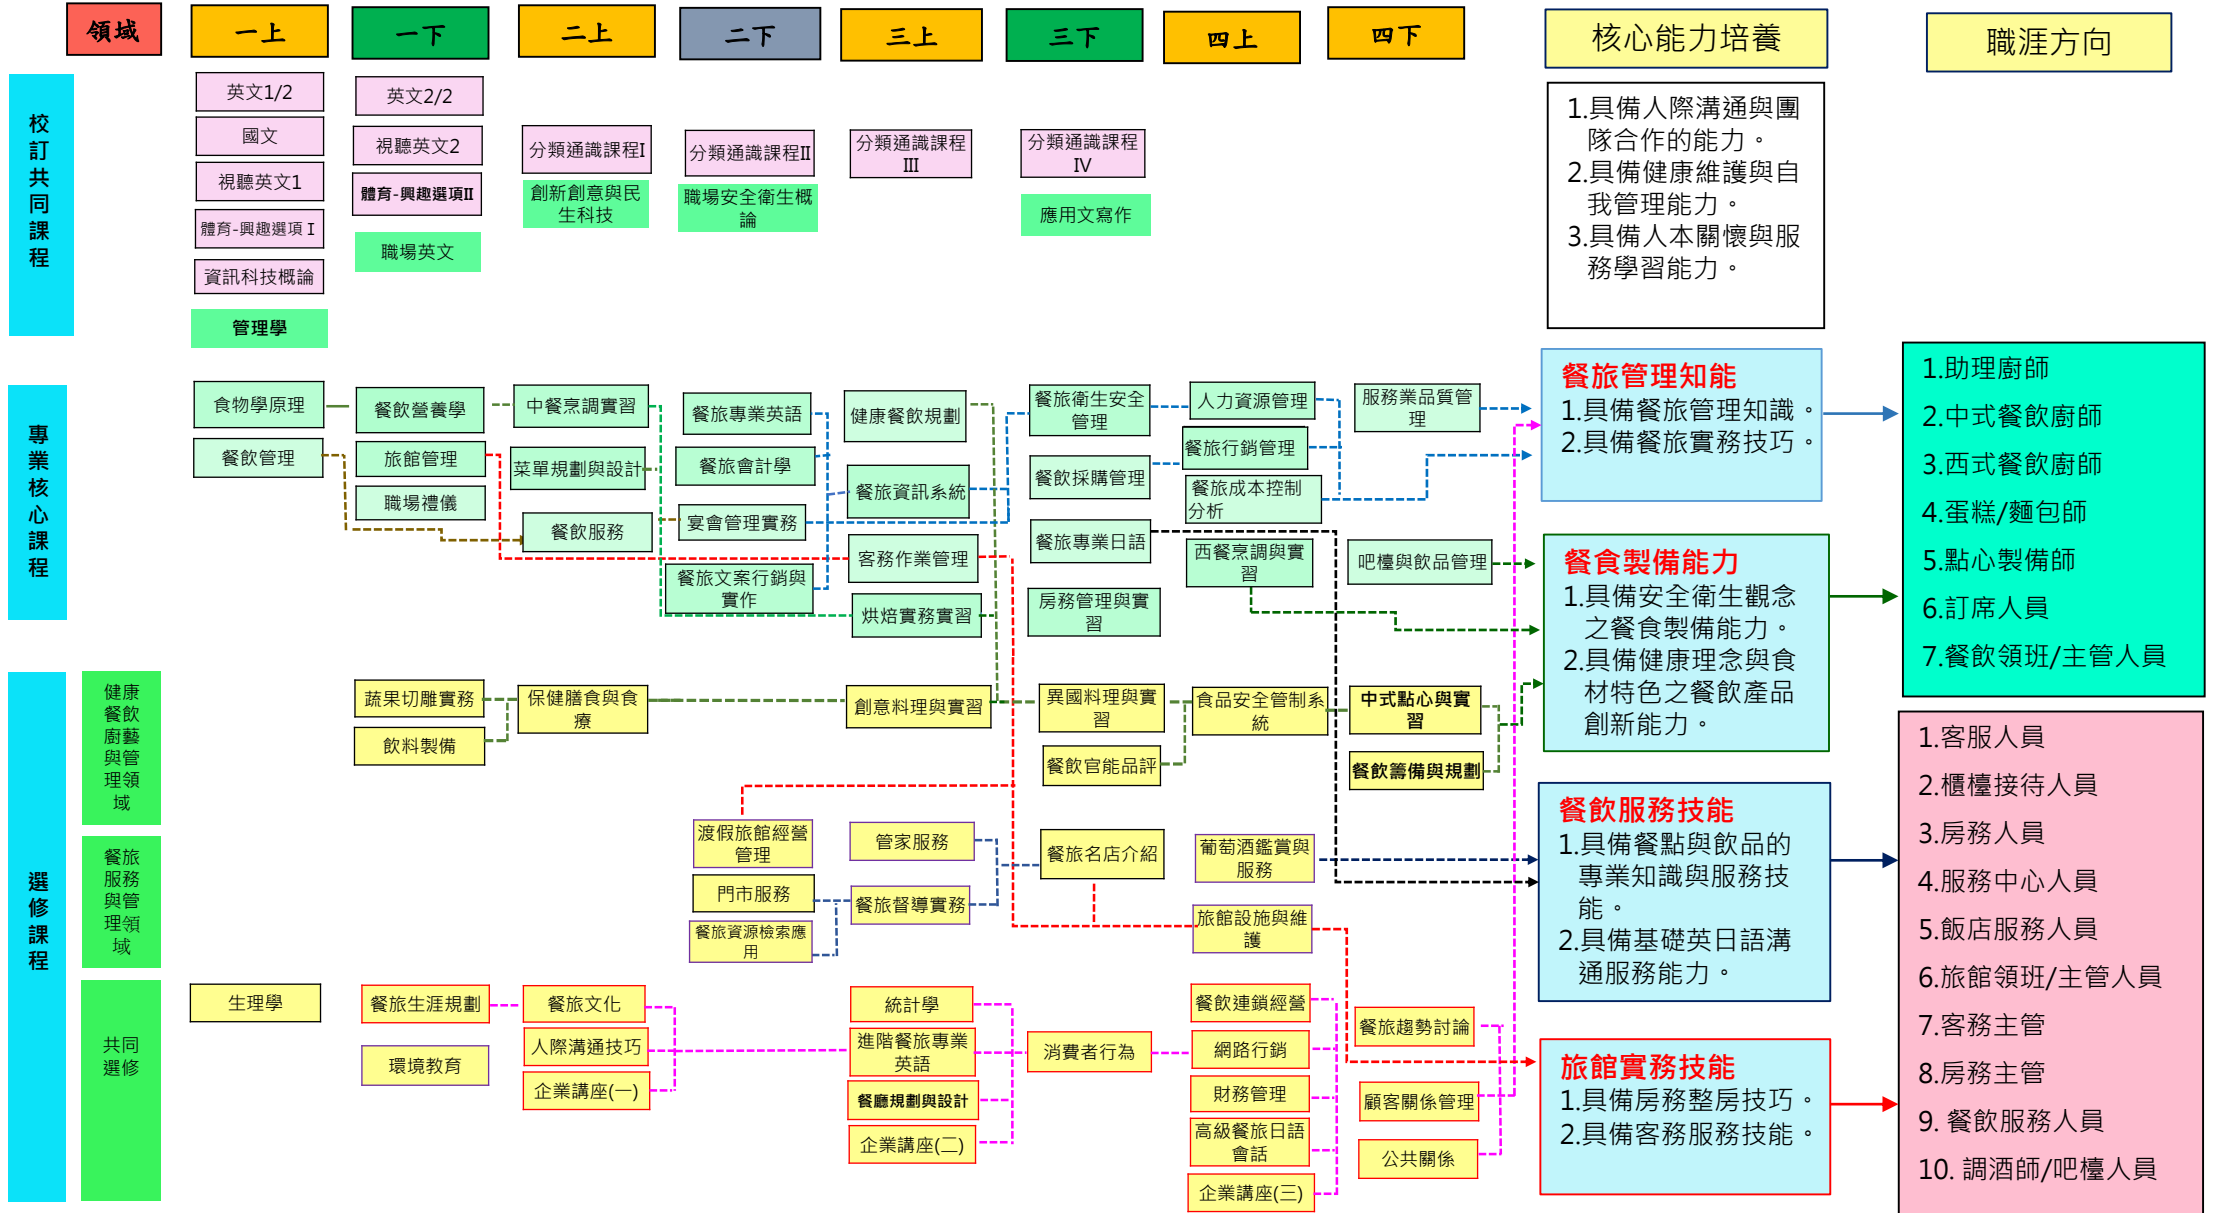 領域
一上
一下
二上
二下
三上
三下
四上
四下
核心能力培養
職涯方向
校訂共同課程
英文1/2
國文
視聽英文1
體育-興趣選項 I
資訊科技概論
管理學
英文2/2
視聽英文2
體育-興趣選項II
職場英文
分類通識課程I
創新創意與民
生科技
分類通識課程II
職場安全衛生概
論
分類通識課程
III
分類通識課程
IV
應用文寫作
1.具備人際溝通與團
隊合作的能力。
2.具備健康維護與自
我管理能力。
3.具備人本關懷與服
務學習能力。
專業核心課程
食物學原理
餐飲管理
餐飲營養學
旅館管理
職場禮儀
中餐烹調實習
菜單規劃與設計
餐飲服務
餐旅專業英語
餐旅會計學
宴會管理實務
餐旅文案行銷與
實作
健康餐飲規劃
餐旅資訊系統
客務作業管理
烘焙實務實習
餐旅衛生安全
管理
餐飲採購管理
餐旅專業日語
房務管理與實
習
人力資源管理
餐旅行銷管理
餐旅成本控制
分析
西餐烹調與實
習
服務業品質管
理
吧檯與飲品管理
餐旅管理知能
1.具備餐旅管理知識。
2.具備餐旅實務技巧。
餐食製備能力
1.具備安全衛生觀念
之餐食製備能力。
2.具備健康理念與食
材特色之餐飲產品
創新能力。
1.助理廚師
2.中式餐飲廚師
3.西式餐飲廚師
4.蛋糕/麵包師
5.點心製備師
6.訂席人員
7.餐飲領班/主管人員
選修課程
健康
餐飲
廚藝
與管
理領
域
蔬果切雕實務
飲料製備
保健膳食與食
療
創意料理與實習
異國料理與實
習
餐飲官能品評
食品安全管制系
統
中式點心與實
習
餐飲籌備與規劃
餐旅
服務
與管
理領
域
渡假旅館經營
管理
門市服務
餐旅資源檢索應
用
管家服務
餐旅督導實務
餐旅名店介紹
葡萄酒鑑賞與
服務
旅館設施與維
護
餐飲服務技能
1.具備餐點與飲品的
專業知識與服務技
能。
2.具備基礎英日語溝
通服務能力。
共同
選修
生理學
餐旅生涯規劃
環境教育
餐旅文化
人際溝通技巧
企業講座(一)
統計學
進階餐旅專業
英語
餐廳規劃與設計
企業講座(二)
消費者行為
餐飲連鎖經營
網路行銷
財務管理
高級餐旅日語
會話
企業講座(三)
餐旅趨勢討論
顧客關係管理
公共關係
旅館實務技能
1.具備房務整房技巧。
2.具備客務服務技能。
1.客服人員
2.櫃檯接待人員
3.房務人員
4.服務中心人員
5.飯店服務人員
6.旅館領班/主管人員
7.客務主管
8.房務主管
9. 餐飲服務人員
10. 調酒師/吧檯人員